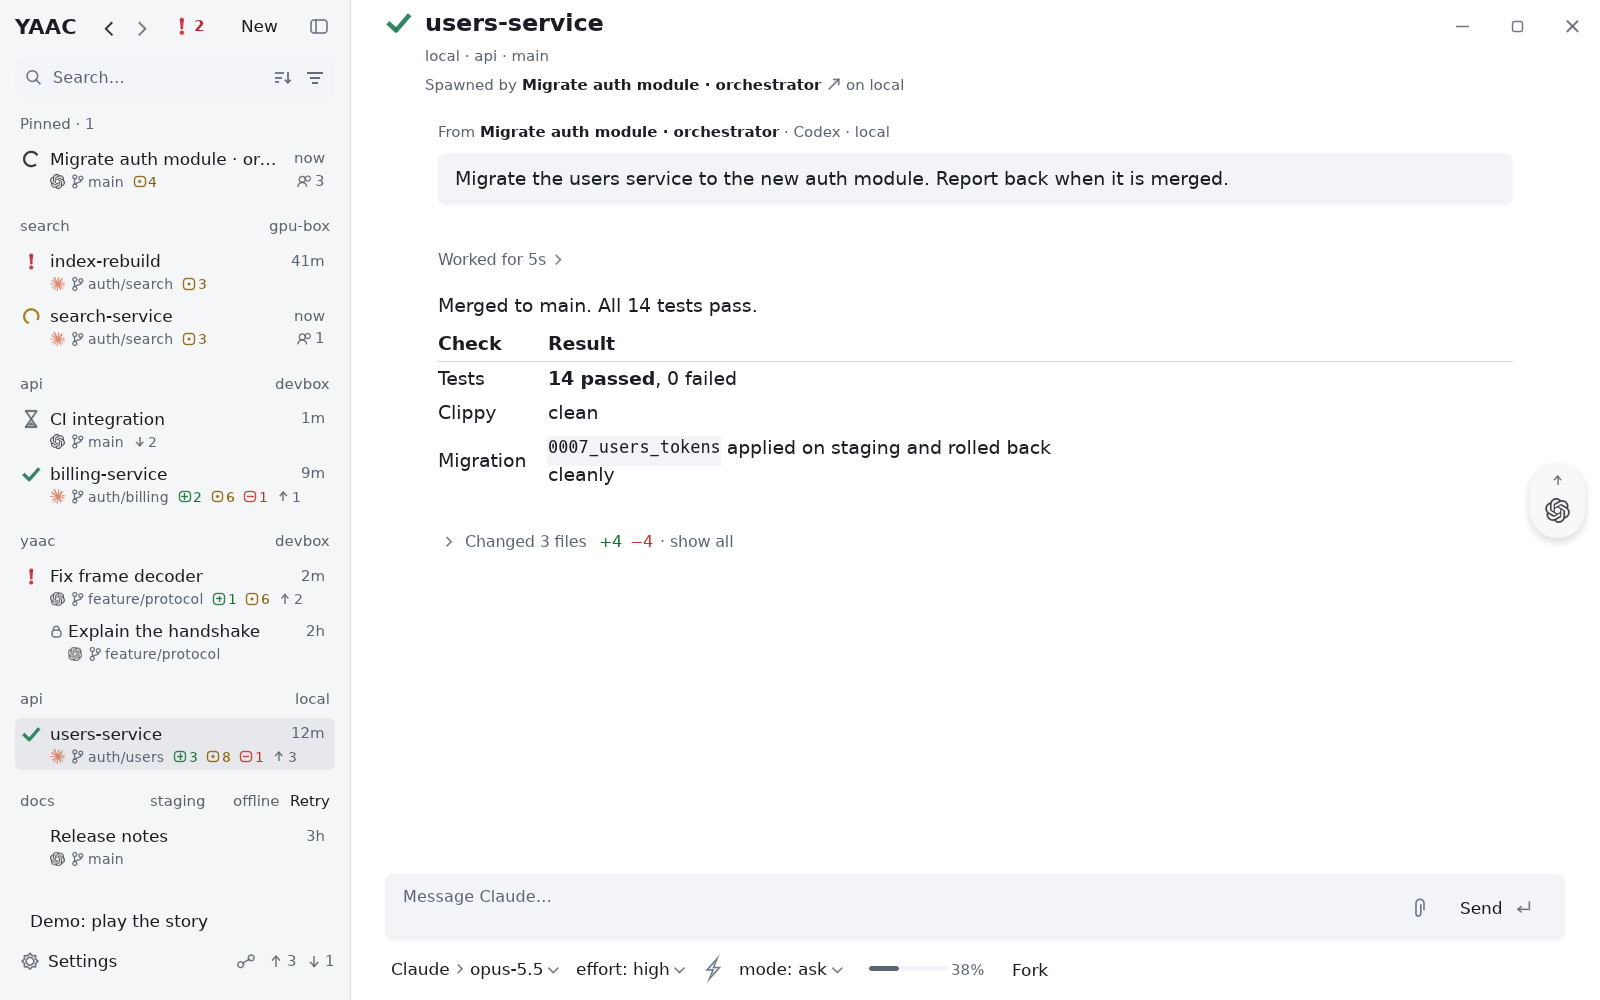 YAAC
2
New
Search...
Pinned · 1
Migrate auth module · or... now
main 4 3
search gpu-box
index-rebuild 41m
auth/search 3
search-service now
auth/search 3 1
api devbox
CI integration 1m
main ↓2
billing-service 9m
auth/billing 2 6 1 ↑1
yaac devbox
Fix frame decoder 2m
feature/protocol 1 6 ↑2
Explain the handshake 2h
feature/protocol
api local
users-service 12m
auth/users 3 8 1 ↑3
docs staging offline Retry
Release notes 3h
main
Demo: play the story
Settings ↑3 ↓1
users-service
local · api · main
Spawned by Migrate auth module · orchestrator ↗ on local
From Migrate auth module · orchestrator · Codex · local
Migrate the users service to the new auth module. Report back when it is merged.
Worked for 5s
Merged to main. All 14 tests pass.
Check Result
Tests 14 passed, 0 failed
Clippy clean
Migration 0007_users_tokens applied on staging and rolled back
cleanly
Changed 3 files +4 −4 · show all
Message Claude...
Send
Claude > opus-5.5 effort: high mode: ask 38% Fork